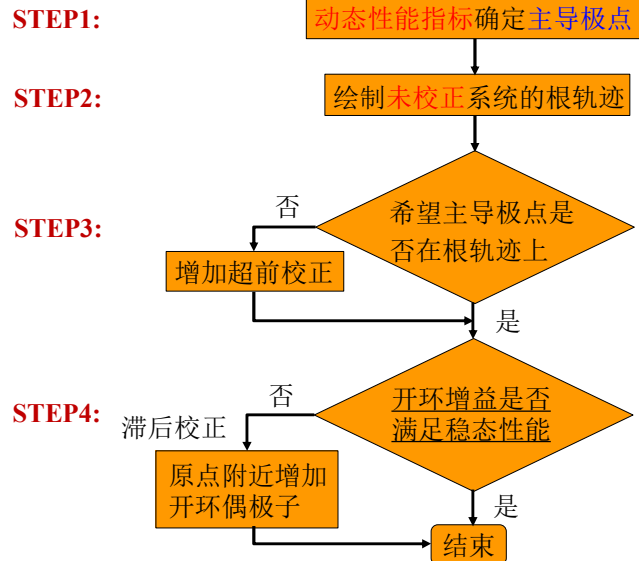 STEP1:
动态性能指标确定主导极点
STEP2:
绘制未校正系统的根轨迹
否
希望主导极点是
否在根轨迹上
STEP3:
增加超前校正
是
否
开环增益是否
满足稳态性能
STEP4:
滞后校正
原点附近增加
开环偶极子
是
结束